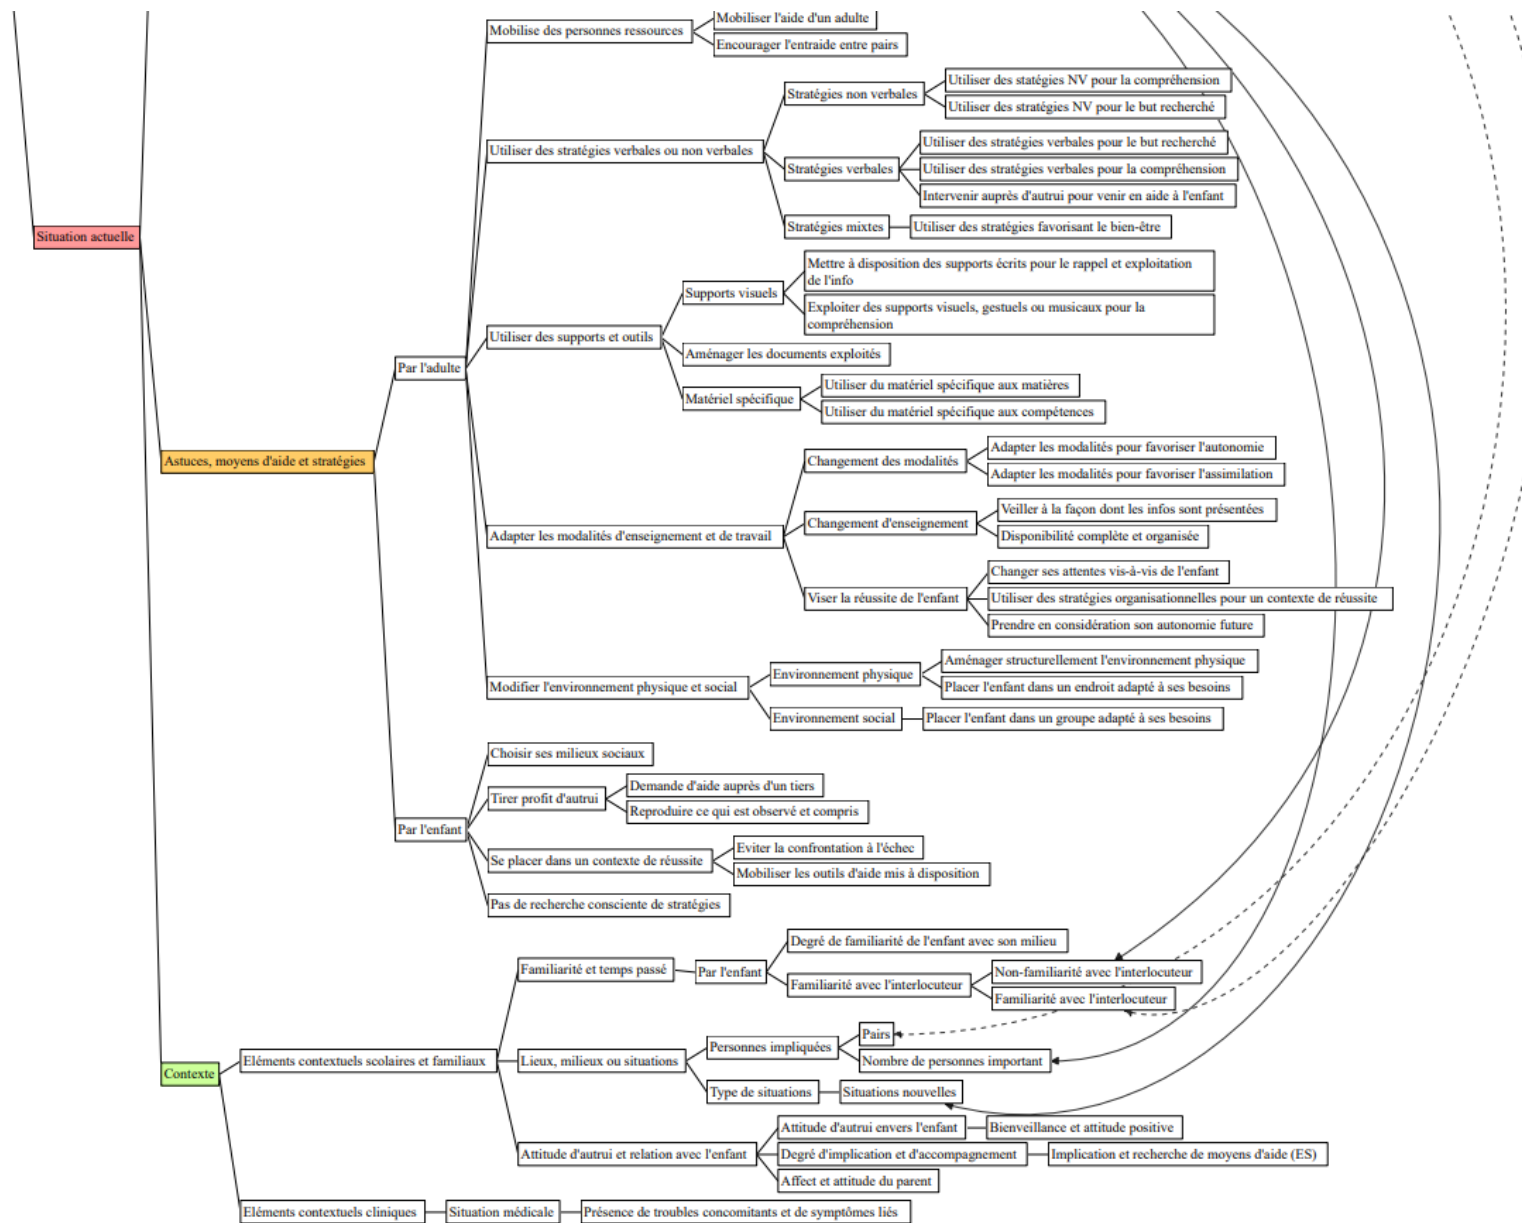 Mobiliser l'aide d'un adulte
Mobilise des personnes ressources
Encourager l'entraide entre pairs
Utiliser des statégies NV pour la compréhension
Stratégies non verbales
Utiliser des stratégies NV pour le but recherché
Utiliser des stratégies verbales pour le but recherché
Utiliser des stratégies verbales ou non verbales
Stratégies verbales
Utiliser des stratégies verbales pour la compréhension
Intervenir auprès d'autrui pour venir en aide à l'enfant
Stratégies mixtes
Utiliser des stratégies favorisant le bien-être
Situation actuelle
Mettre à disposition des supports écrits pour le rappel et exploitation
de l'info
Supports visuels
Exploiter des supports visuels, gestuels ou musicaux pour la
compréhension
Utiliser des supports et outils
Aménager les documents exploités
Par l'adulte
Matériel spécifique
Utiliser du matériel spécifique aux matières
Utiliser du matériel spécifique aux compétences
Astuces, moyens d'aide et stratégies
Changement des modalités
Adapter les modalités pour favoriser l'autonomie
Adapter les modalités pour favoriser l'assimilation
Adapter les modalités d'enseignement et de travail
Changement d'enseignement
Veiller à la façon dont les infos sont présentées
Disponibilité complète et organisée
Changer ses attentes vis-à-vis de l'enfant
Viser la réussite de l'enfant
Utiliser des stratégies organisationnelles pour un contexte de réussite
Prendre en considération son autonomie future
Aménager structurellement l'environnement physique
Environnement physique
Modifier l'environnement physique et social
Placer l'enfant dans un endroit adapté à ses besoins
Environnement social
Placer l'enfant dans un groupe adapté à ses besoins
Choisir ses milieux sociaux
Tirer profit d'autrui
Demande d'aide auprès d'un tiers
Reproduire ce qui est observé et compris
Par l'enfant
Se placer dans un contexte de réussite
Eviter la confrontation à l'échec
Mobiliser les outils d'aide mis à disposition
Pas de recherche consciente de stratégies
Degré de familiarité de l'enfant avec son milieu
Familiarité et temps passé
Par l'enfant
Familiarité avec l'interlocuteur
Non-familiarité avec l'interlocuteur
Familiarité avec l'interlocuteur
Pairs
Personnes impliquées
Eléments contextuels scolaires et familiaux
Lieux, milieux ou situations
Nombre de personnes important
Contexte
Type de situations
Situations nouvelles
Attitude d'autrui envers l'enfant
Bienveillance et attitude positive
Attitude d'autrui et relation avec l'enfant
Degré d'implication et d'accompagnement
Implication et recherche de moyens d'aide (ES)
Affect et attitude du parent
Eléments contextuels cliniques
Situation médicale
Présence de troubles concomitants et de symptômes liés